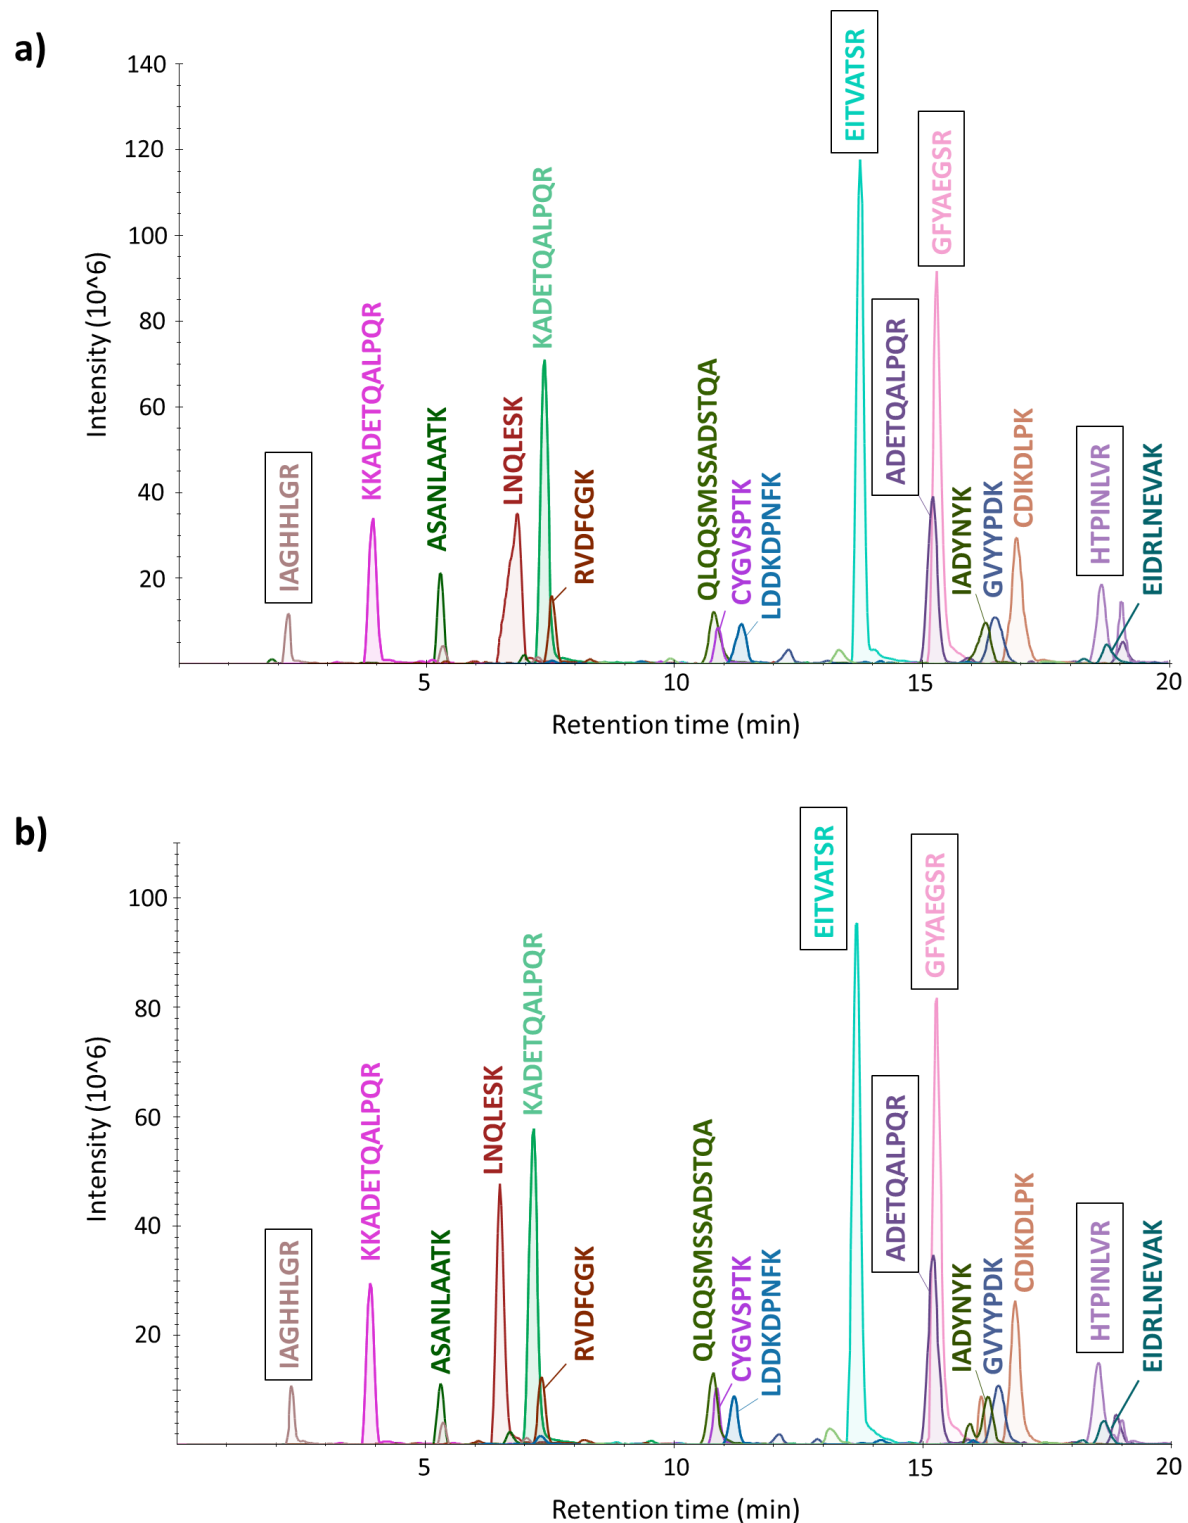 a)
140
120
100
80
60
40
20
Intensity (10^6)
IAGHHLGR
KKADETQALPQR
ASANLAATK
LNQLESK
KADETQALPQR
RVDFCGK
QLQQSMSSADSTQA
CYGVSPTK
LDDKDPNFK
EITVATSR
ADETQALPQR
GFYAEGSR
IADYNYK
GVYYPDK
CDIKDLPK
HTPINLVR
EIDRLNEVAK
5
10
15
20
Retention time (min)
b)
100
80
60
40
20
Intensity (10^6)
IAGHHLGR
KKADETQALPQR
ASANLAATK
LNQLESK
KADETQALPQR
RVDFCGK
QLQQSMSSADSTQA
CYGVSPTK
LDDKDPNFK
EITVATSR
ADETQALPQR
GFYAEGSR
IADYNYK
GVYYPDK
CDIKDLPK
HTPINLVR
EIDRLNEVAK
5
10
15
20
Retention time (min)